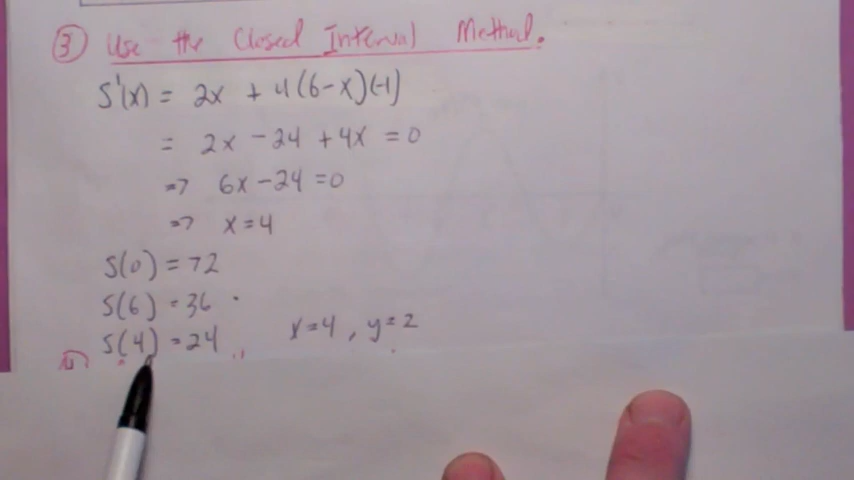 ③ Use the Closed Interval Method.
S'(x) = 2x + 4(6-x)(-1)
= 2x - 24 + 4x = 0
⇒ 6x - 24 = 0
⇒ x = 4
S(0) = 72
S(6) = 36
S(4) = 24 x = 4, y = 2